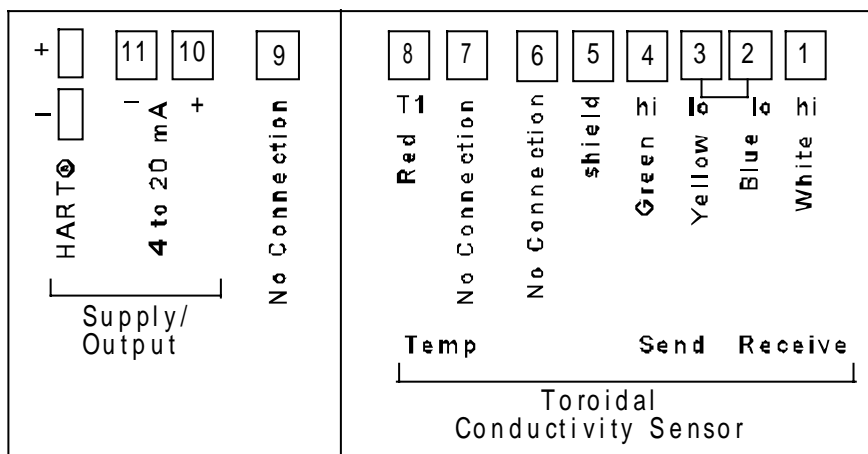 + 11 10 9 8 7 6 5 4 3 2 1
− − + T1 hi lo lo hi
HART®
4 to 20 mA
No Connection
Red
No Connection
No Connection
shield
Green
Yellow
Blue
White
Supply/
Output
Temp Send Receive
Toroidal
Conductivity Sensor